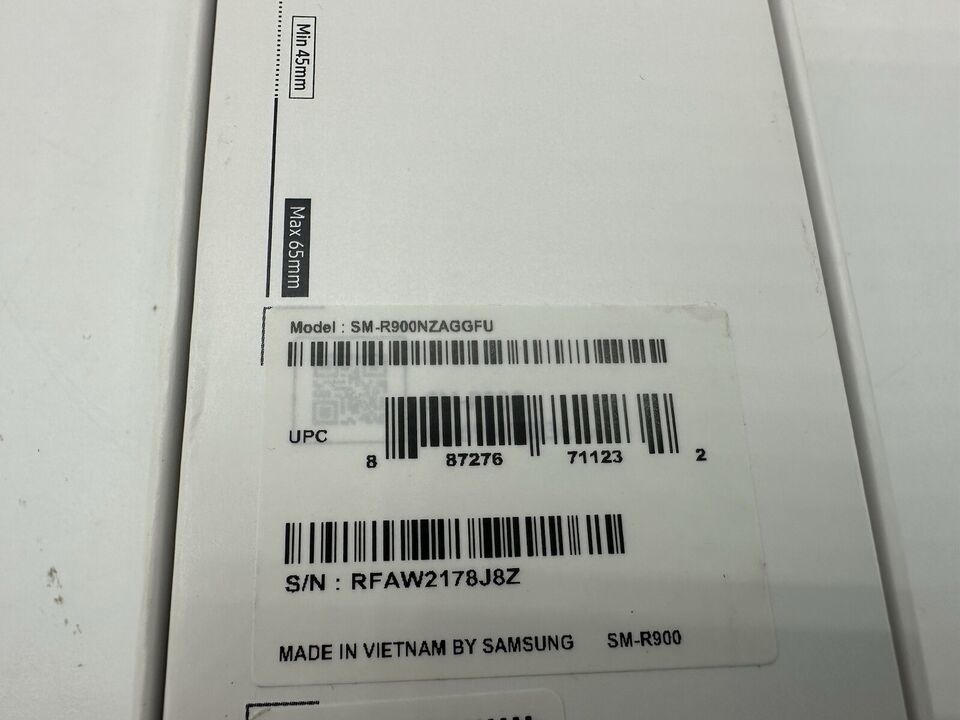 Min 45mm
Max 65mm
Model : SM-R900NZAGGFU
UPC
8 87276 71123 2
S/N : RFAW2178J8Z
MADE IN VIETNAM BY SAMSUNG SM-R900